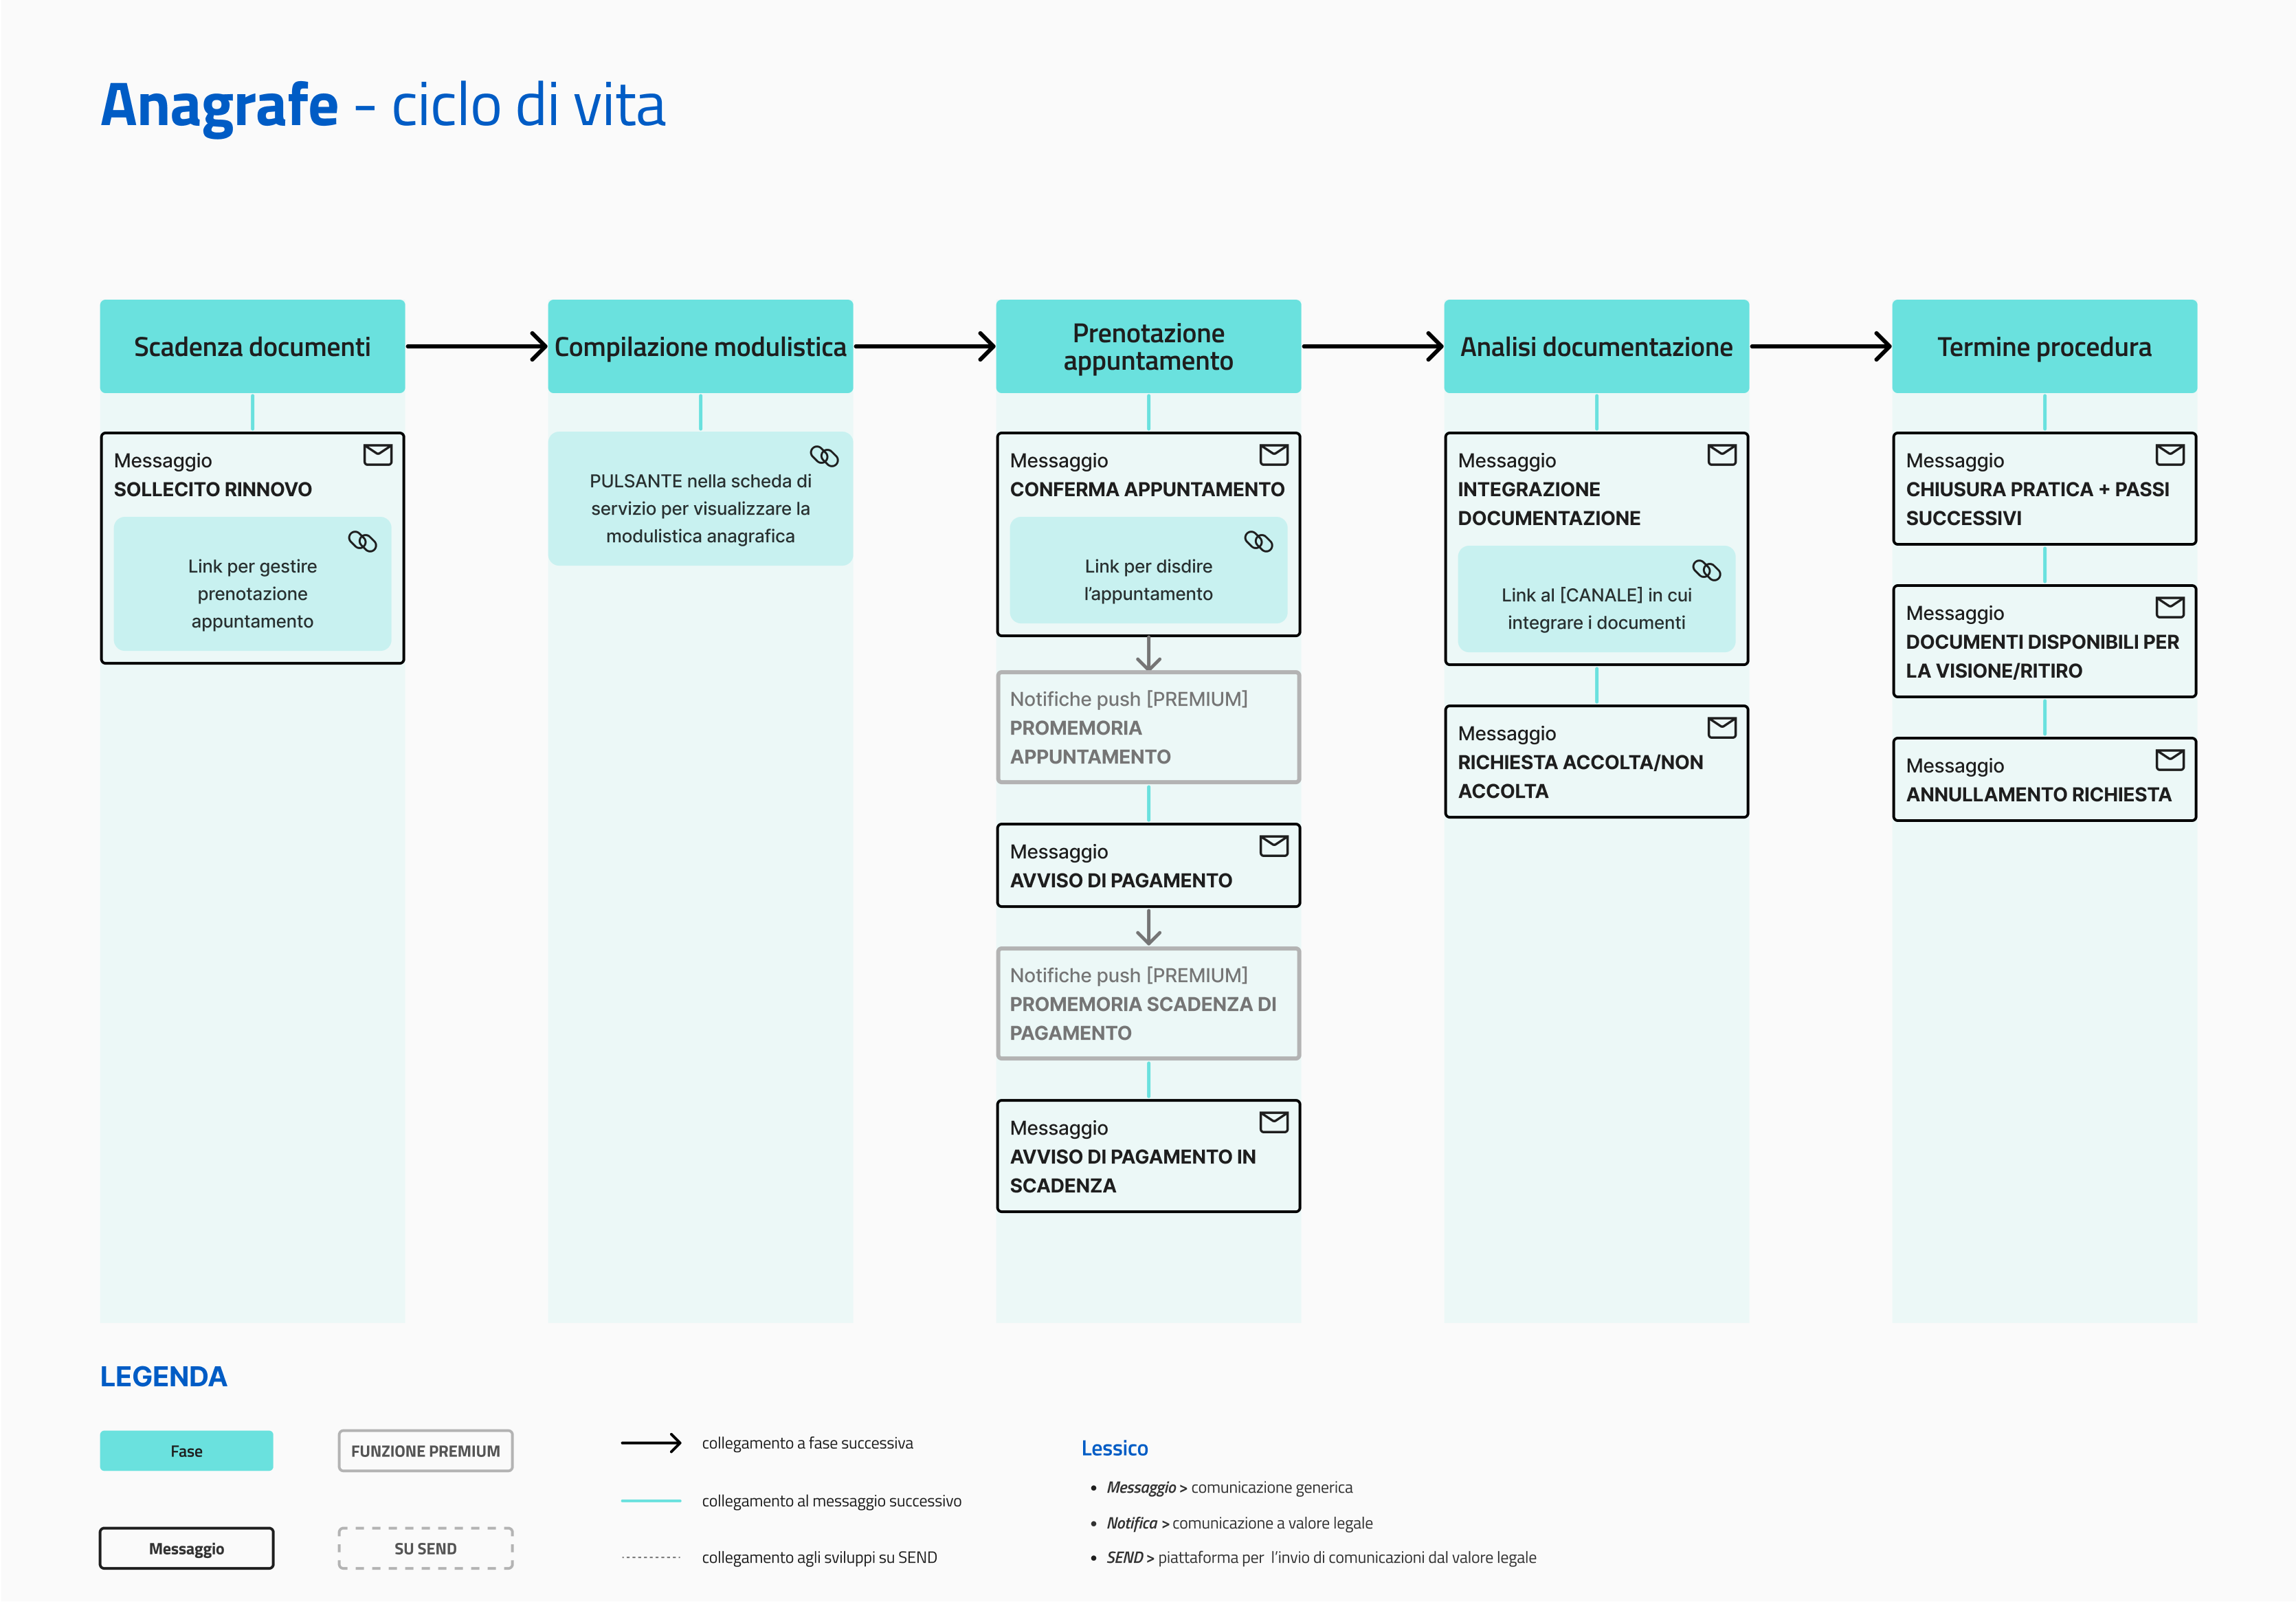 Anagrafe - ciclo di vita
Scadenza documenti
Messaggio
SOLLECITO RINNOVO
Link per gestire
prenotazione
appuntamento
Compilazione modulistica
PULSANTE nella scheda di
servizio per visualizzare la
modulistica anagrafica
Prenotazione
appuntamento
Messaggio
CONFERMA APPUNTAMENTO
Link per disdire
l’appuntamento
Notifiche push [PREMIUM]
PROMEMORIA
APPUNTAMENTO
Messaggio
AVVISO DI PAGAMENTO
Notifiche push [PREMIUM]
PROMEMORIA SCADENZA DI
PAGAMENTO
Messaggio
AVVISO DI PAGAMENTO IN
SCADENZA
Analisi documentazione
Messaggio
INTEGRAZIONE
DOCUMENTAZIONE
Link al [CANALE] in cui
integrare i documenti
Messaggio
RICHIESTA ACCOLTA/NON
ACCOLTA
Termine procedura
Messaggio
CHIUSURA PRATICA + PASSI
SUCCESSIVI
Messaggio
DOCUMENTI DISPONIBILI PER
LA VISIONE/RITIRO
Messaggio
ANNULLAMENTO RICHIESTA
LEGENDA
Fase
FUNZIONE PREMIUM
Messaggio
SU SEND
collegamento a fase successiva
collegamento al messaggio successivo
collegamento agli sviluppi su SEND
Lessico
• Messaggio > comunicazione generica
• Notifica > comunicazione a valore legale
• SEND > piattaforma per l’invio di comunicazioni dal valore legale